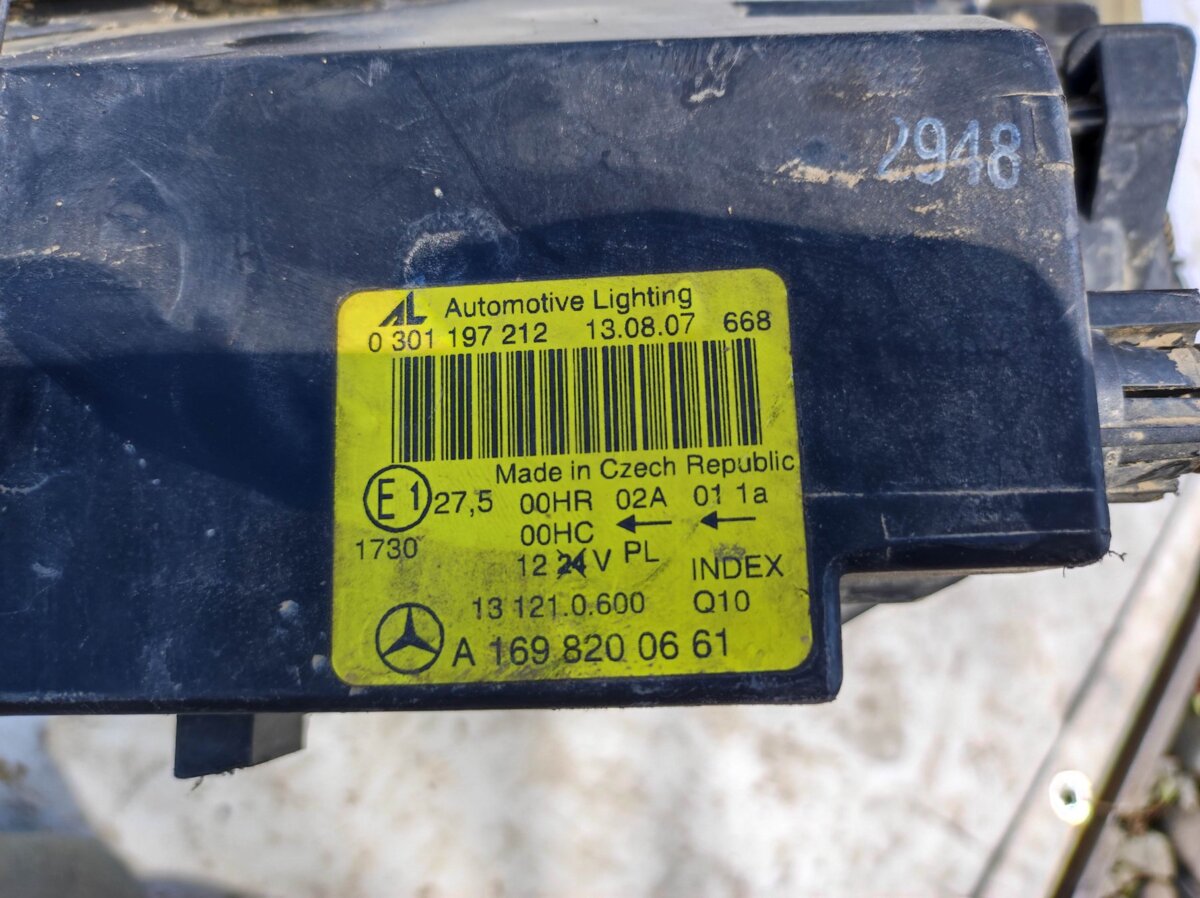 2948
AL Automotive Lighting
0 301 197 212 13.08.07 668
Made in Czech Republic
E1 27,5 00HR 02A 01 1a
00HC ← ←
1730
12 24 V PL
INDEX
13 121.0.600 Q10
A 169 820 06 61